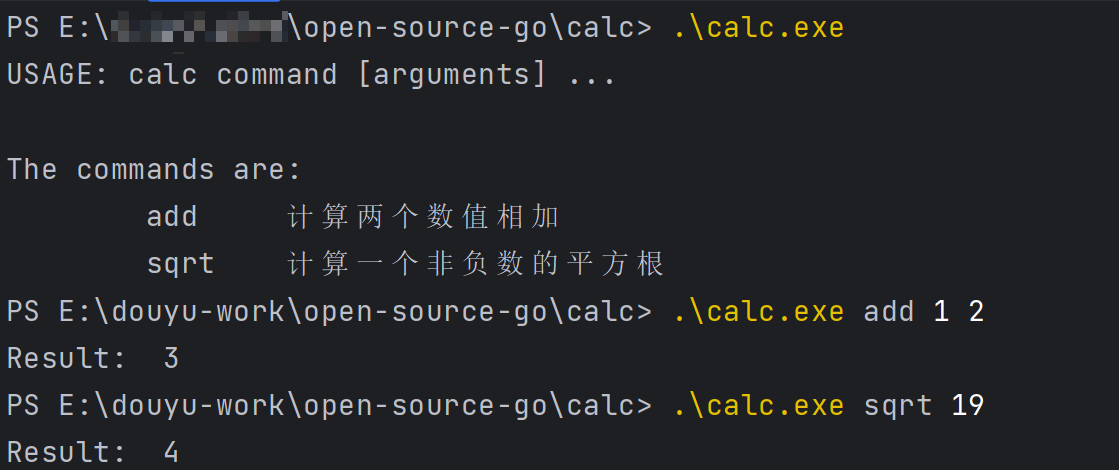 PS E:\ \open-source-go\calc> .\calc.exe
USAGE: calc command [arguments] ...
The commands are:
add 计算两个数值相加
sqrt 计算一个非负数的平方根
PS E:\douyu-work\open-source-go\calc> .\calc.exe add 1 2
Result: 3
PS E:\douyu-work\open-source-go\calc> .\calc.exe sqrt 19
Result: 4